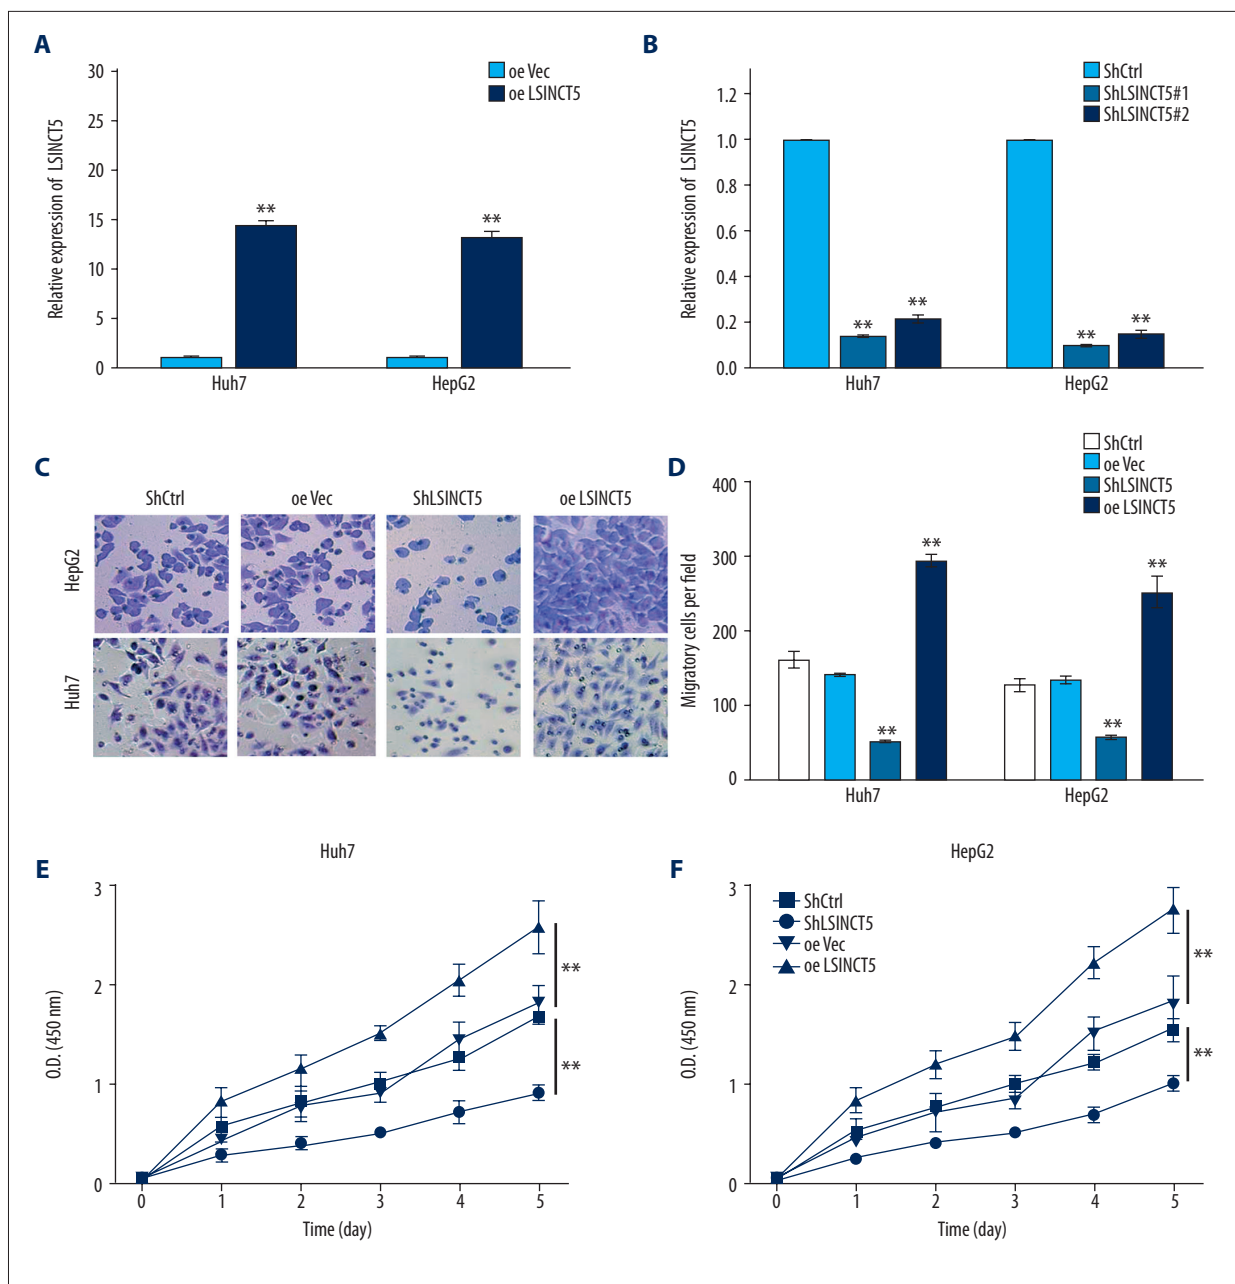 A
oe Vec
oe LSINCT5
Relative expression of LSINCT5
30
25
20
15
10
5
0
**
**
Huh7
HepG2
B
ShCtrl
ShLSINCT5#1
ShLSINCT5#2
Relative expression of LSINCT5
1.2
1.0
0.8
0.6
0.4
0.2
0.0
**
**
**
**
Huh7
HepG2
C
ShCtrl
oe Vec
ShLSINCT5
oe LSINCT5
HepG2
Huh7
D
ShCtrl
oe Vec
ShLSINCT5
oe LSINCT5
Migratory cells per field
400
300
200
100
0
**
**
**
**
Huh7
HepG2
E
Huh7
O.D. (450 nm)
3
2
1
0
**
**
0
1
2
3
4
5
Time (day)
F
HepG2
ShCtrl
ShLSINCT5
oe Vec
oe LSINCT5
O.D. (450 nm)
3
2
1
0
**
**
0
1
2
3
4
5
Time (day)